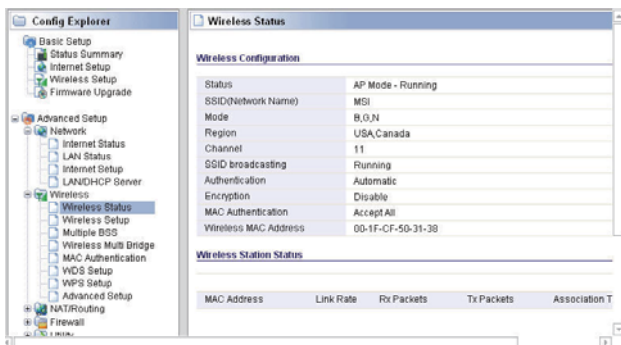 Config Explorer
Basic Setup
Status Summary
Internet Setup
Wireless Setup
Firmware Upgrade
Advanced Setup
Network
Internet Status
LAN Status
Internet Setup
LAN/DHCP Server
Wireless
Wireless Status
Wireless Setup
Multiple BSS
Wireless Multi Bridge
MAC Authentication
WDS Setup
WPS Setup
Advanced Setup
NAT/Routing
Firewall
Utility
Wireless Status
Wireless Configuration
Status AP Mode - Running
SSID(Network Name) MSI
Mode B,G,N
Region USA,Canada
Channel 11
SSID broadcasting Running
Authentication Automatic
Encryption Disable
MAC Authentication Accept All
Wireless MAC Address 00-1F-CF-50-31-38
Wireless Station Status
MAC Address Link Rate Rx Packets Tx Packets Association T